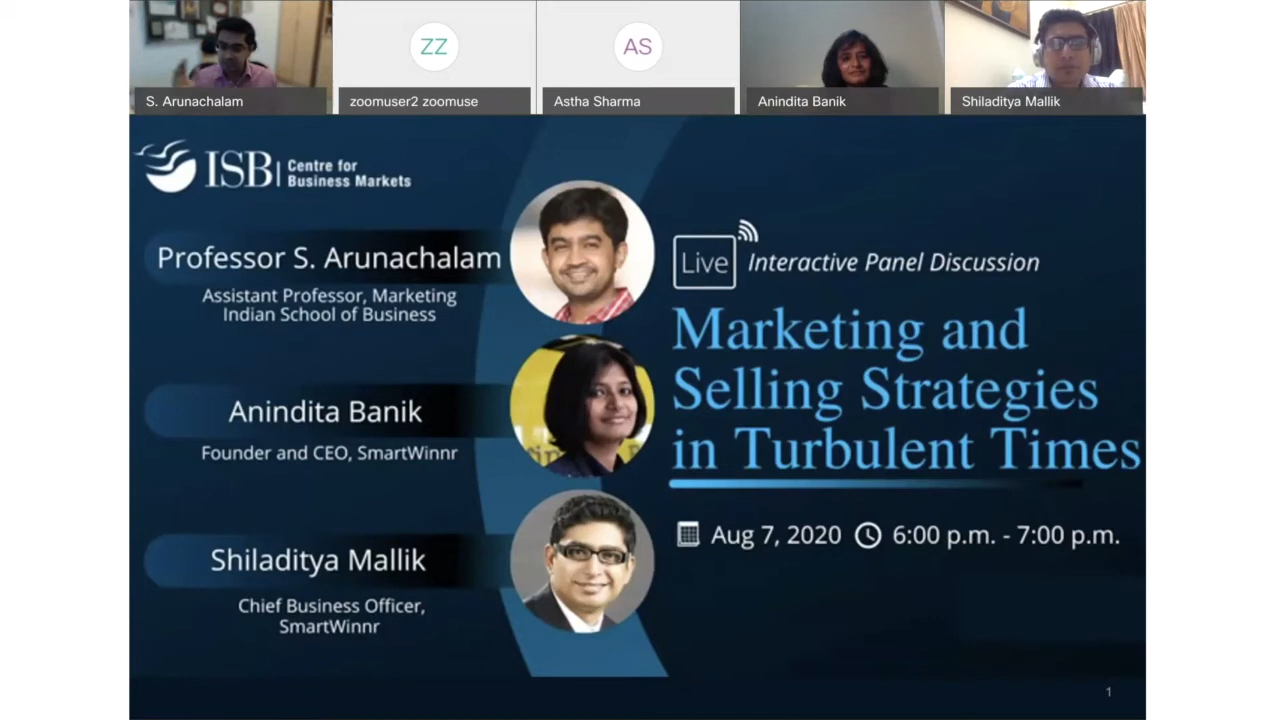 ZZ
AS
S. Arunachalam
zoomuser2 zoomuse
Astha Sharma
Anindita Banik
Shiladitya Mallik
ISB
Centre for
Business Markets
Professor S. Arunachalam
Assistant Professor, Marketing
Indian School of Business
Anindita Banik
Founder and CEO, SmartWinnr
Shiladitya Mallik
Chief Business Officer,
SmartWinnr
Live Interactive Panel Discussion
Marketing and
Selling Strategies
in Turbulent Times
Aug 7, 2020 6:00 p.m. - 7:00 p.m.
1